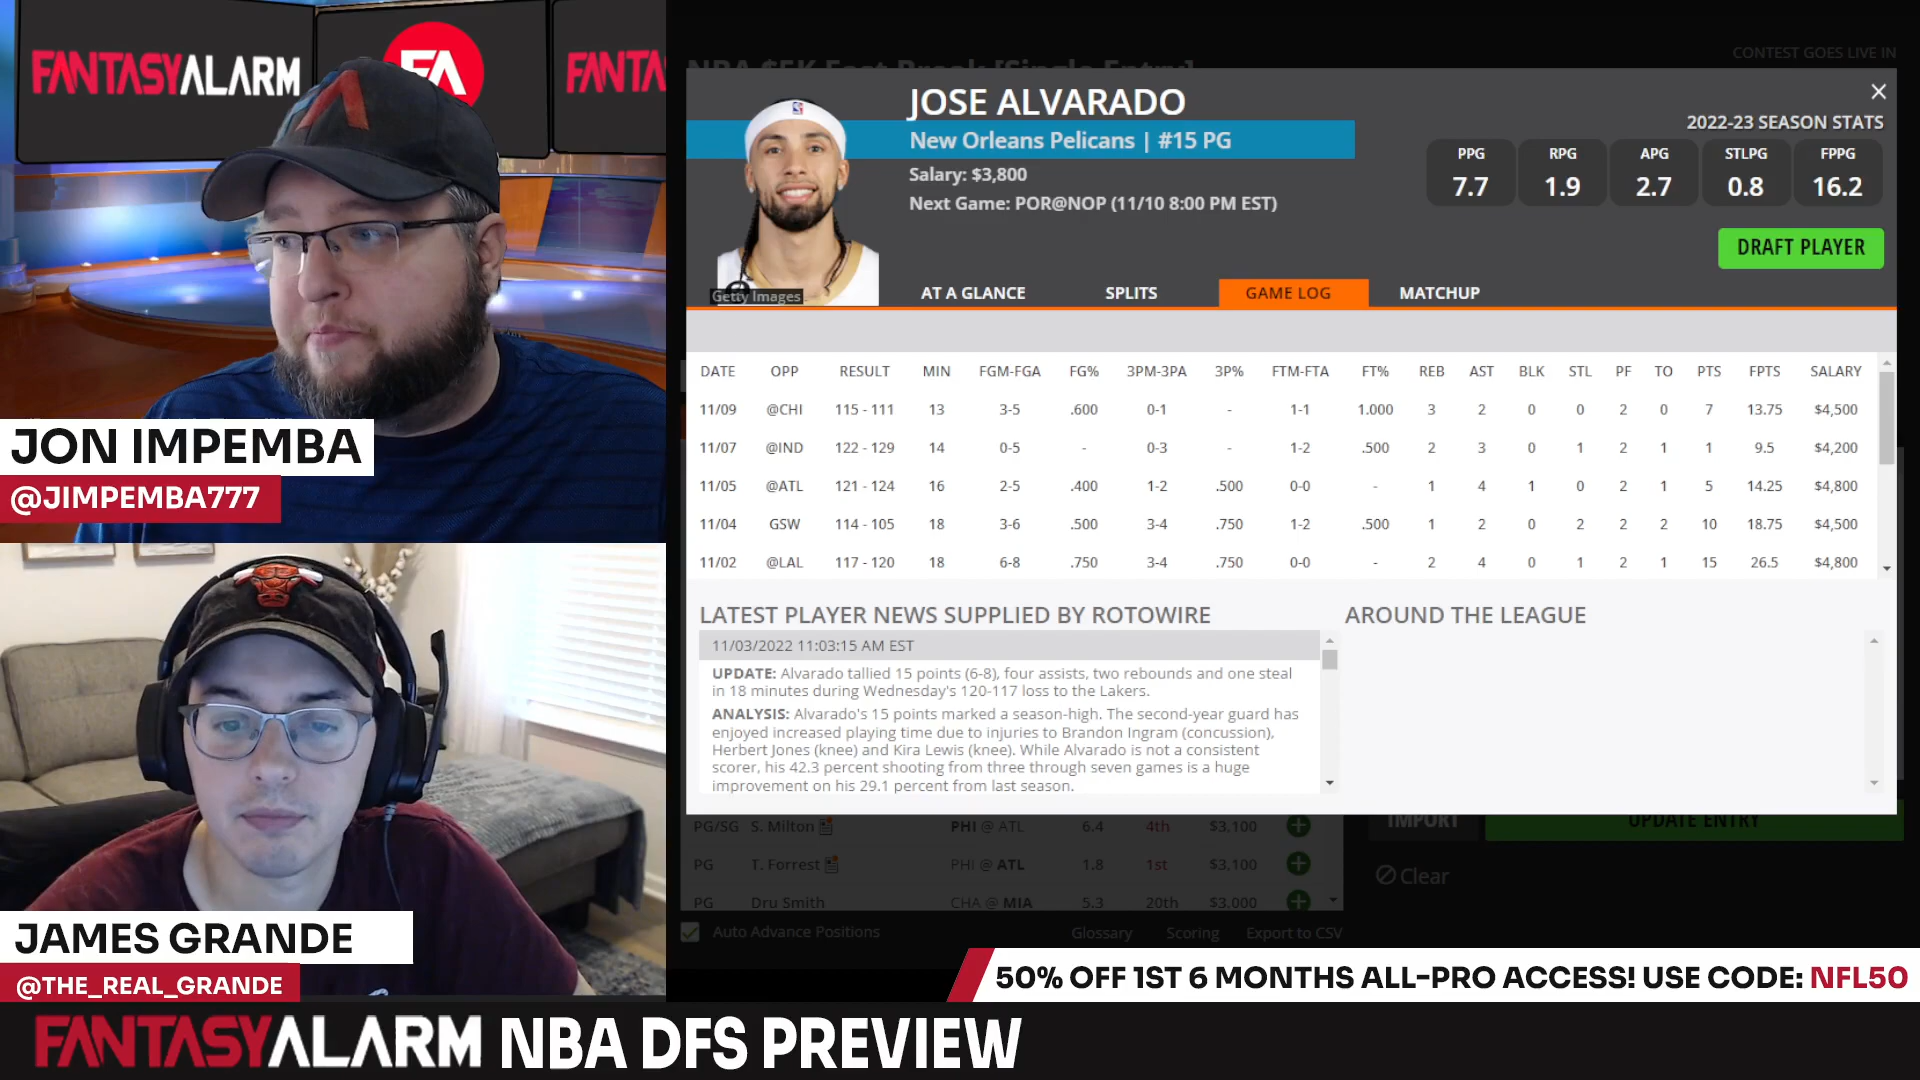 FANTASYALARM
FA
FANTA
JON IMPEMBA
@JIMPEMBA777
JAMES GRANDE
@THE_REAL_GRANDE
CONTEST GOES LIVE IN
NBA $5K Fast Break [Single Entry]
JOSE ALVARADO
New Orleans Pelicans | #15 PG
Salary: $3,800
Next Game: POR@NOP (11/10 8:00 PM EST)
Getty Images
2022-23 SEASON STATS
PPG RPG APG STLPG FPPG
7.7 1.9 2.7 0.8 16.2
DRAFT PLAYER
AT A GLANCE SPLITS GAME LOG MATCHUP
DATE OPP RESULT MIN FGM-FGA FG% 3PM-3PA 3P% FTM-FTA FT% REB AST BLK STL PF TO PTS FPTS SALARY
11/09 @CHI 115 - 111 13 3-5 .600 0-1 - 1-1 1.000 3 2 0 0 2 0 7 13.75 $4,500
11/07 @IND 122 - 129 14 0-5 - 0-3 - 1-2 .500 2 3 0 1 2 1 1 9.5 $4,200
11/05 @ATL 121 - 124 16 2-5 .400 1-2 .500 0-0 - 1 4 1 0 2 1 5 14.25 $4,800
11/04 GSW 114 - 105 18 3-6 .500 3-4 .750 1-2 .500 1 2 0 2 2 2 10 18.75 $4,500
11/02 @LAL 117 - 120 18 6-8 .750 3-4 .750 0-0 - 2 4 0 1 2 1 15 26.5 $4,800
LATEST PLAYER NEWS SUPPLIED BY ROTOWIRE
11/03/2022 11:03:15 AM EST
UPDATE: Alvarado tallied 15 points (6-8), four assists, two rebounds and one steal
in 18 minutes during Wednesday's 120-117 loss to the Lakers.
ANALYSIS: Alvarado's 15 points marked a season-high. The second-year guard has
enjoyed increased playing time due to injuries to Brandon Ingram (concussion),
Herbert Jones (knee) and Kira Lewis (knee). While Alvarado is not a consistent
scorer, his 42.3 percent shooting from three through seven games is a huge
improvement on his 29.1 percent from last season.
AROUND THE LEAGUE
PG/SG S. Milton PHI @ ATL 6.4 4th $3,100
PG T. Forrest PHI @ ATL 1.8 1st $3,100
PG Dru Smith CHA @ MIA 5.3 20th $3,000
IMPORT UPDATE ENTRY
Clear
Auto Advance Positions Glossary Scoring Export to CSV
50% OFF 1ST 6 MONTHS ALL-PRO ACCESS! USE CODE: NFL50
FANTASYALARM NBA DFS PREVIEW